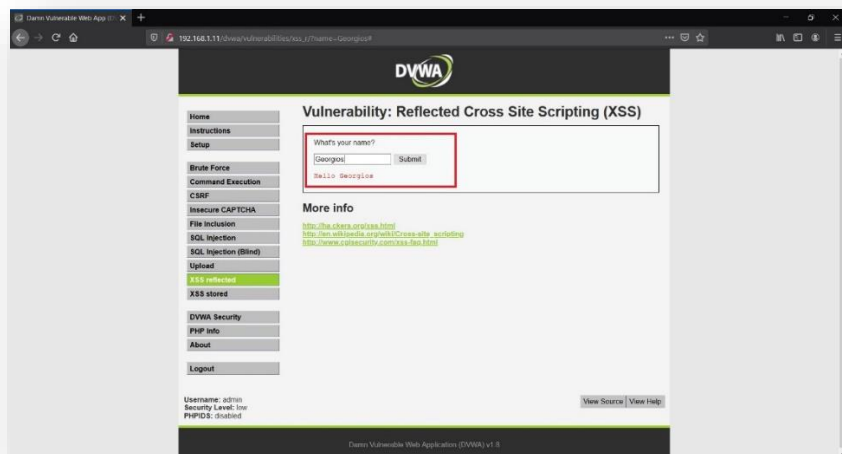 Damn Vulnerable Web App
192.168.1.11/dvwa/vulnerabilities/xss_r/?name=Georgios#
DVWA
Home
Instructions
Setup
Brute Force
Command Execution
CSRF
Insecure CAPTCHA
File Inclusion
SQL Injection
SQL Injection (Blind)
Upload
XSS reflected
XSS stored
DVWA Security
PHP Info
About
Logout
Vulnerability: Reflected Cross Site Scripting (XSS)
What's your name?
Georgios
Submit
Hello Georgios
More info
http://ha.ckers.org/xss.html
http://en.wikipedia.org/wiki/Cross-site_scripting
http://www.cgisecurity.com/xss-faq.html
Username: admin
Security Level: low
PHPIDS: disabled
View Source
View Help
Damn Vulnerable Web Application (DVWA) v1.8